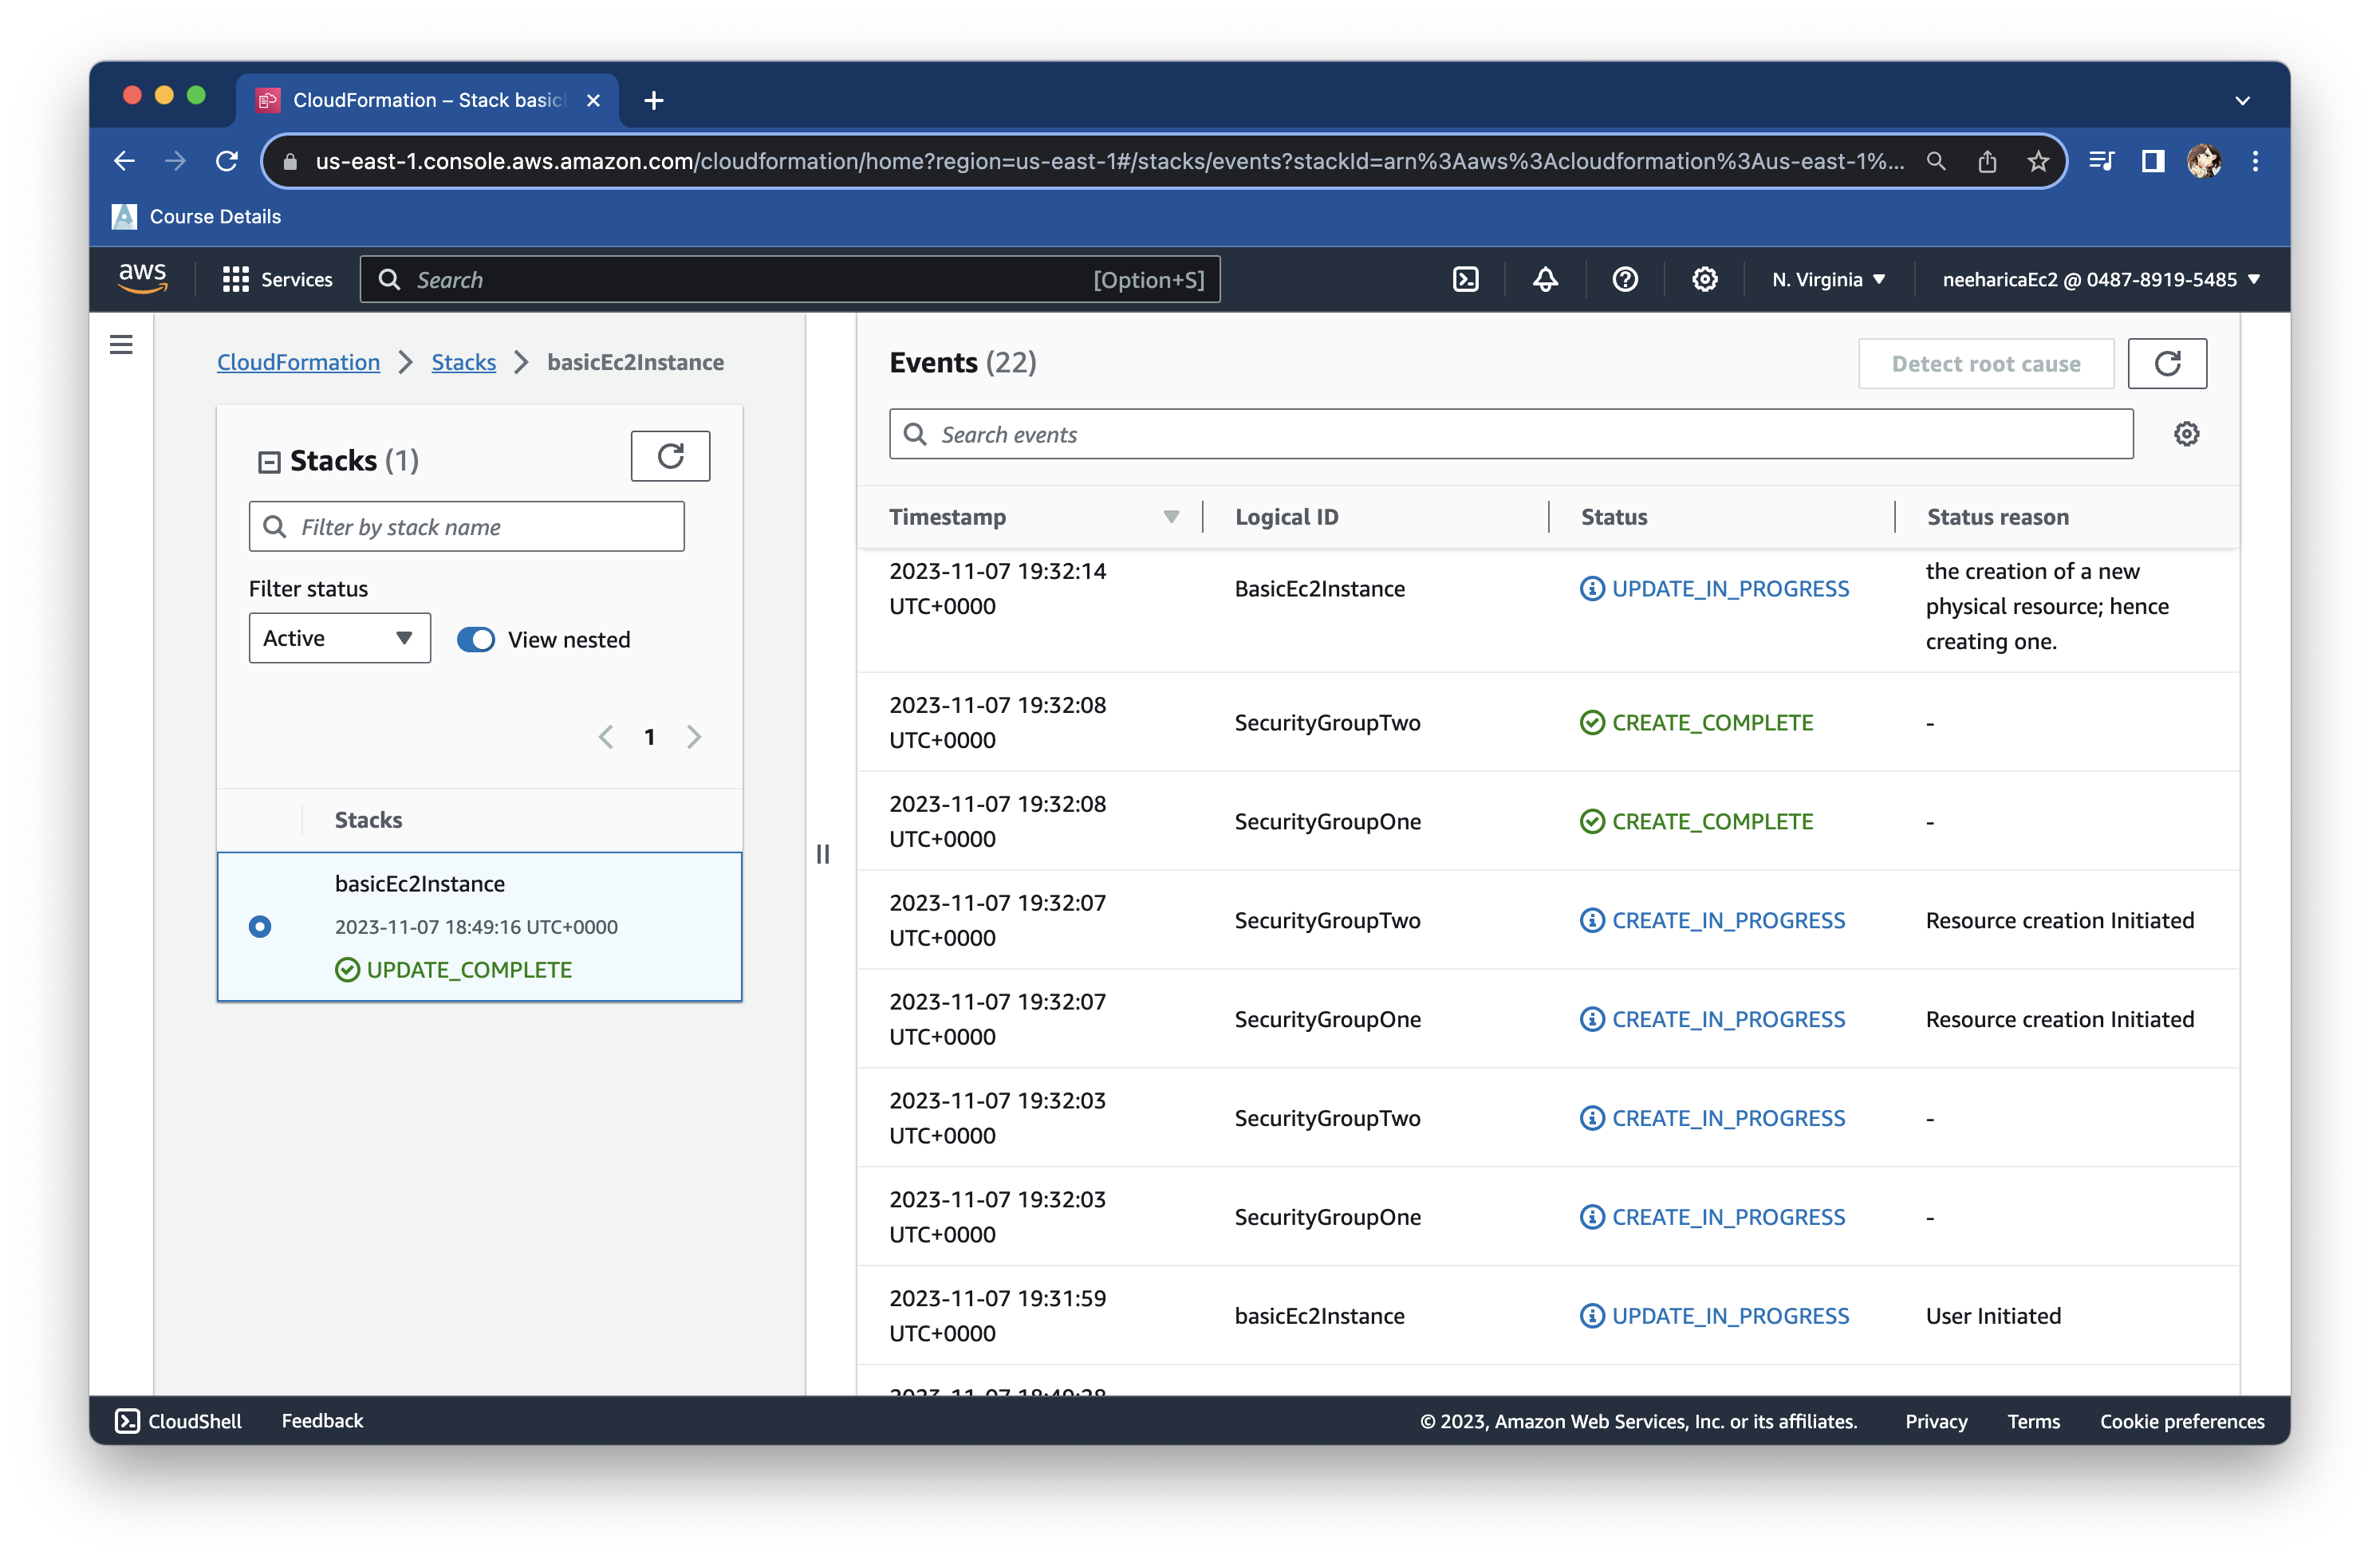 CloudFormation – Stack basic
us-east-1.console.aws.amazon.com/cloudformation/home?region=us-east-1#/stacks/events?stackId=arn%3Aaws%3Acloudformation%3Aus-east-1%...
Course Details
aws
Services
Search
[Option+S]
N. Virginia
neeharicaEc2 @ 0487-8919-5485
CloudFormation
Stacks
basicEc2Instance
Stacks (1)
Filter by stack name
Filter status
Active
View nested
1
Stacks
basicEc2Instance
2023-11-07 18:49:16 UTC+0000
UPDATE_COMPLETE
Events (22)
Detect root cause
Search events
Timestamp Logical ID Status Status reason
2023-11-07 19:32:14 UTC+0000 BasicEc2Instance UPDATE_IN_PROGRESS the creation of a new physical resource; hence creating one.
2023-11-07 19:32:08 UTC+0000 SecurityGroupTwo CREATE_COMPLETE -
2023-11-07 19:32:08 UTC+0000 SecurityGroupOne CREATE_COMPLETE -
2023-11-07 19:32:07 UTC+0000 SecurityGroupTwo CREATE_IN_PROGRESS Resource creation Initiated
2023-11-07 19:32:07 UTC+0000 SecurityGroupOne CREATE_IN_PROGRESS Resource creation Initiated
2023-11-07 19:32:03 UTC+0000 SecurityGroupTwo CREATE_IN_PROGRESS -
2023-11-07 19:32:03 UTC+0000 SecurityGroupOne CREATE_IN_PROGRESS -
2023-11-07 19:31:59 UTC+0000 basicEc2Instance UPDATE_IN_PROGRESS User Initiated
CloudShell
Feedback
© 2023, Amazon Web Services, Inc. or its affiliates.
Privacy
Terms
Cookie preferences